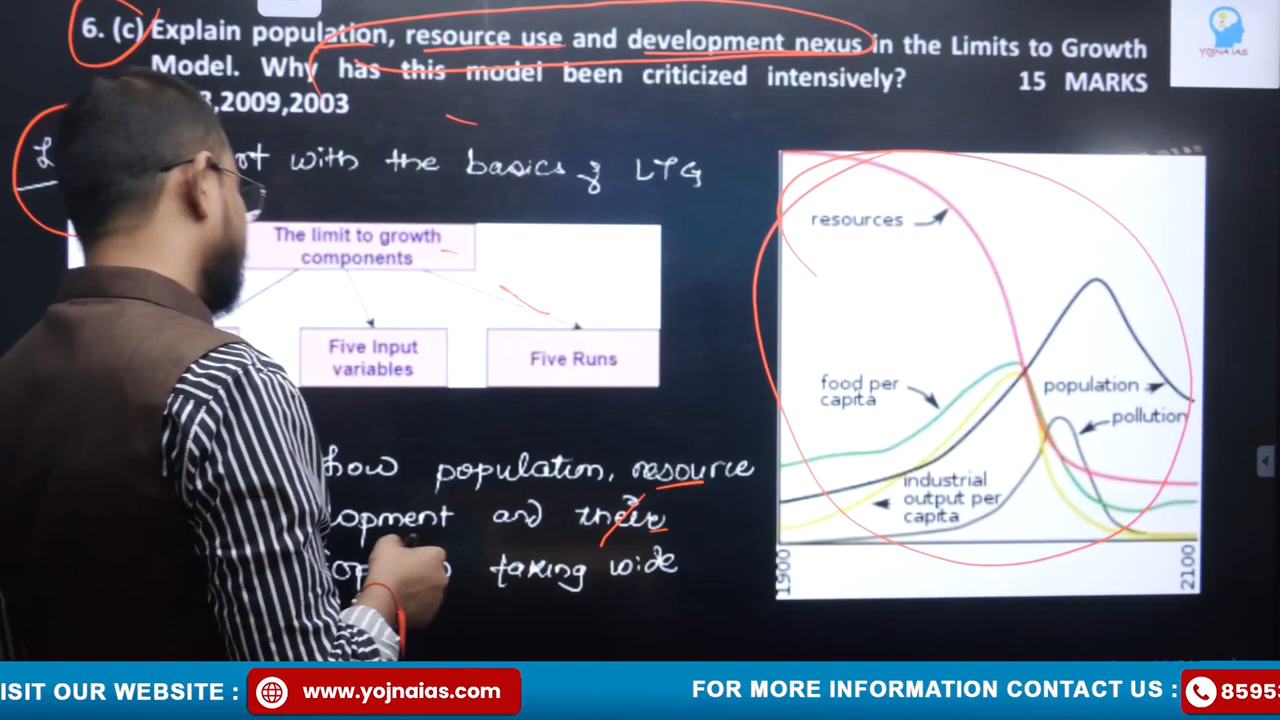 6. (c) Explain population, resource use and development nexus in the Limits to Growth
Model. Why has this model been criticized intensively? 15 MARKS
,2009,2003
YOJNA IAS
with the basics of LTG
The limit to growth
components
Five Input
variables
Five Runs
how population, resource
lopment and their
taking wide
resources
food per
capita
population
pollution
industrial
output per
capita
1900
2100
ISIT OUR WEBSITE :
www.yojnaias.com
FOR MORE INFORMATION CONTACT US :
8595